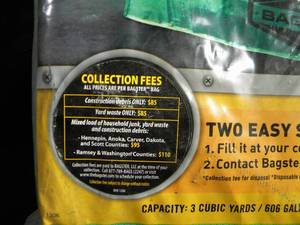 BAGS
COLLECTION FEES
ALL PRICES ARE PER BAGSTER BAG
Construction debris ONLY: $85
Yard waste ONLY: $85
Mixed load of household junk, yard waste
and construction debris:
- Hennepin, Anoka, Carver, Dakota,
and Scott Counties: $95
- Ramsey & Washington Counties: $110
Collection fees are paid to BAGSTER, LLC at the time of your
collection. Call 877-789-BAGS (2247) or visit
thebagster.com to schedule your collection.
Collection fee subject to change without notice.
TWO EASY S
1. Fill it at your co
2. Contact Bagste
*Collection fee for disposal
CAPACITY: 3 CUBIC YARDS / 606 GAL